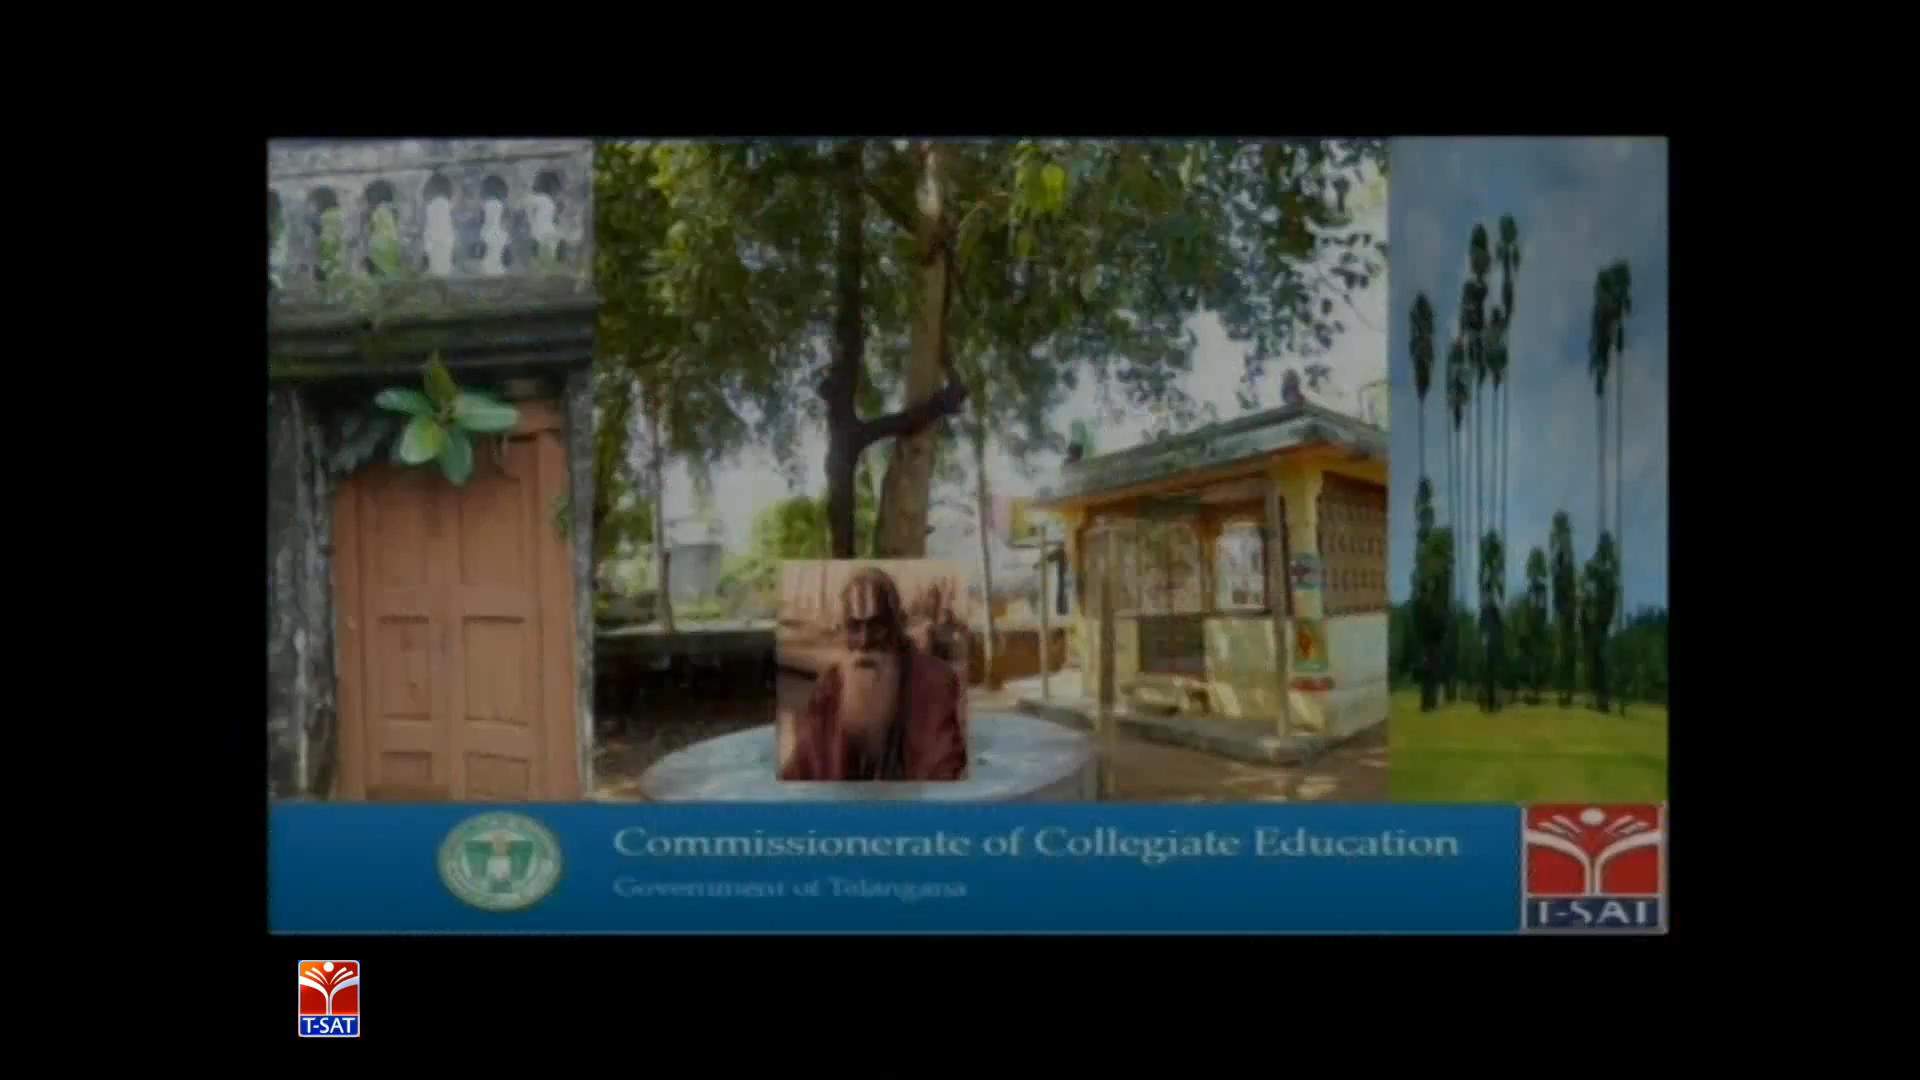 Commissionerate of Collegiate Education
Government of Telangana
T-SAT
T-SAT